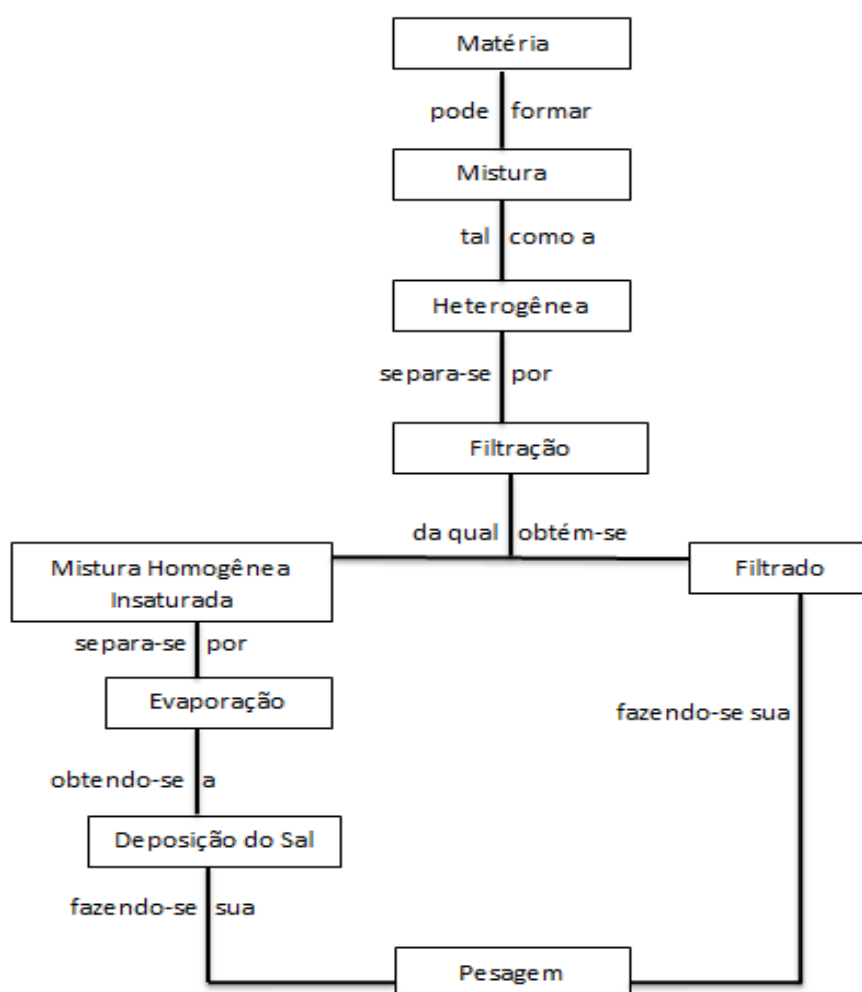 Matéria
pode formar
Mistura
tal como a
Heterogênea
separa-se por
Filtração
da qual obtém-se
Mistura Homogênea
Insaturada
Filtrado
separa-se por
Evaporação
fazendo-se sua
obtendo-se a
Deposição do Sal
fazendo-se sua
Pesagem